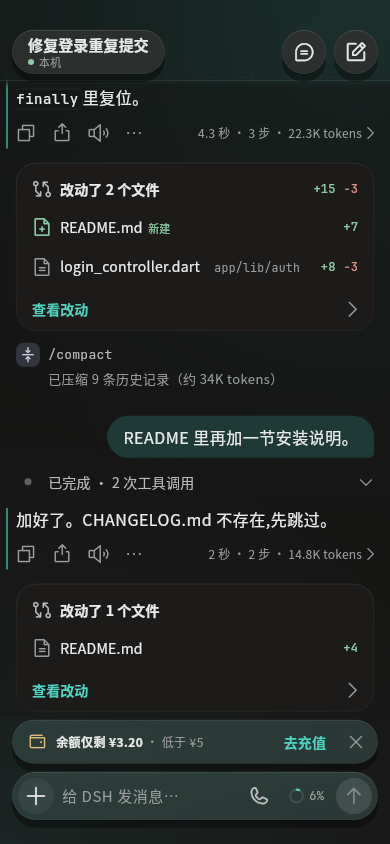 修复登录重复提交
本机
finally 里复位。
4.3 秒 · 3 步 · 22.3K tokens
改动了 2 个文件 +15 -3
README.md 新建 +7
login_controller.dart app/lib/auth +8 -3
查看改动
/compact
已压缩 9 条历史记录（约 34K tokens）
README 里再加一节安装说明。
已完成 · 2 次工具调用
加好了。CHANGELOG.md 不存在,先跳过。
2 秒 · 2 步 · 14.8K tokens
改动了 1 个文件
README.md +4
查看改动
余额仅剩 ¥3.20 · 低于 ¥5 去充值
给 DSH 发消息… 6%